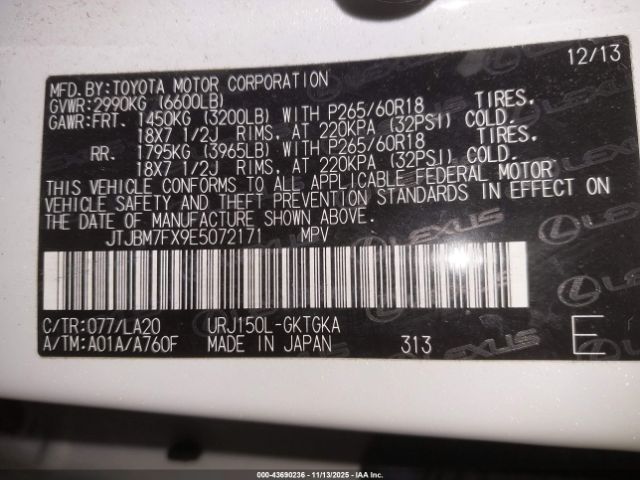 12/13
MFD.BY:TOYOTA MOTOR CORPORATION
GVWR:2990KG (6600LB)
GAWR:FRT. 1450KG (3200LB) WITH P265/60R18 TIRES.
18X7 1/2J RIMS, AT 220KPA (32PSI) COLD.
RR. 1795KG (3965LB) WITH P265/60R18 TIRES.
18X7 1/2J RIMS, AT 220KPA (32PSI) COLD.
THIS VEHICLE CONFORMS TO ALL APPLICABLE FEDERAL MOTOR
VEHICLE SAFETY AND THEFT PREVENTION STANDARDS IN EFFECT ON
THE DATE OF MANUFACTURE SHOWN ABOVE.
JTJBM7FX9E5072171 MPV
C/TR:077/LA20 URJ150L-GKTGKA
A/TM:A01A/A760F MADE IN JAPAN 313 E
LEXUS
000-43690236 - 11/13/2025 - iaai.com/ca